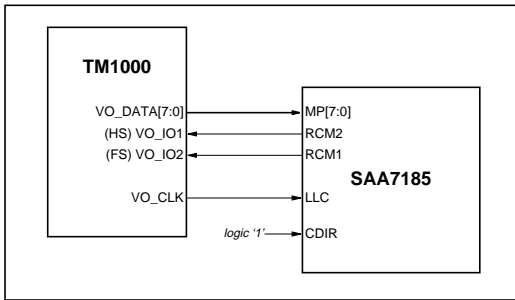 TM1000
VO_DATA[7:0] MP[7:0]
(HS) VO_IO1 RCM2
(FS) VO_IO2 RCM1
SAA7185
VO_CLK LLC
logic ‘1’ CDIR